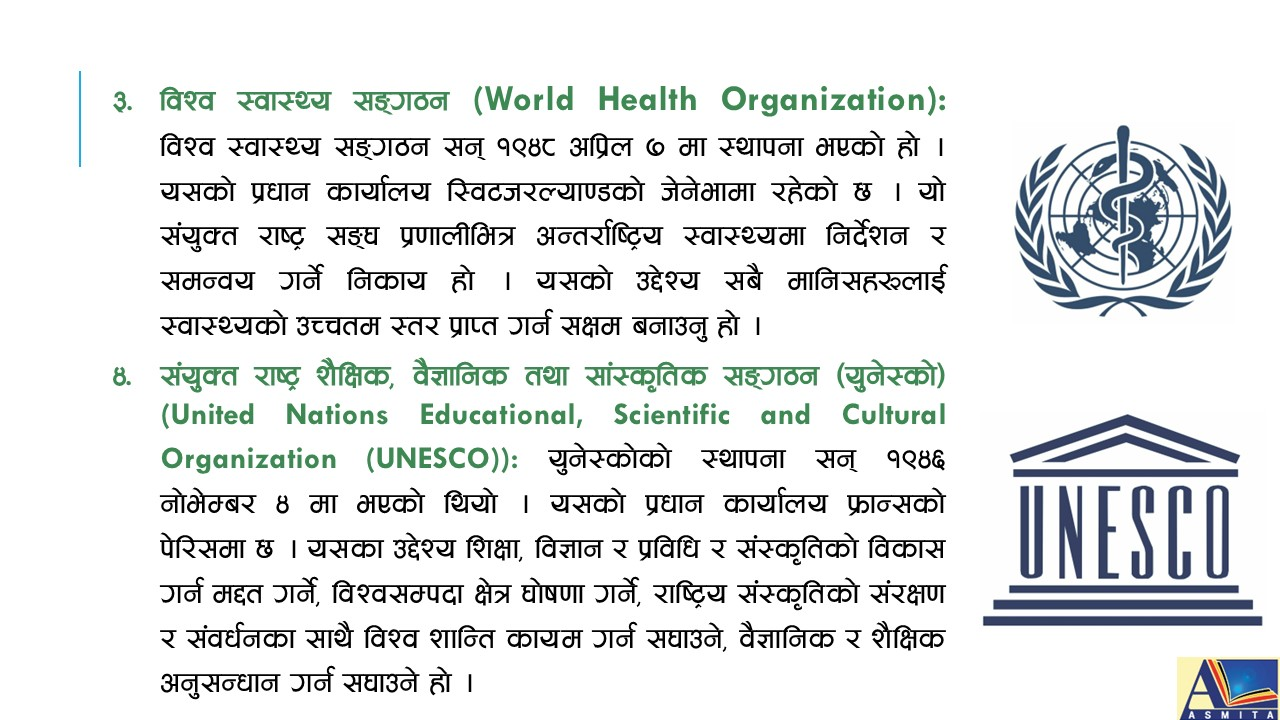 ३. विश्व स्वास्थ्य सङ्गठन (World Health Organization):
विश्व स्वास्थ्य सङ्गठन सन् १९४८ अप्रिल ७ मा स्थापना भएको हो ।
यसको प्रधान कार्यालय स्विटजरल्याण्डको जेनेभामा रहेको छ । यो
संयुक्त राष्ट्र सङ्घ प्रणालीभित्र अन्तर्राष्ट्रिय स्वास्थ्यमा निर्देशन र
समन्वय गर्ने निकाय हो । यसको उद्देश्य सबै मानिसहरुलाई
स्वास्थ्यको उच्चतम स्तर प्राप्त गर्न सक्षम बनाउनु हो ।
४. संयुक्त राष्ट्र शैक्षिक, वैज्ञानिक तथा सांस्कृतिक सङ्गठन (युनेस्को)
(United Nations Educational, Scientific and Cultural
Organization (UNESCO)): युनेस्कोको स्थापना सन् १९४६
नोभेम्बर ४ मा भएको थियो । यसको प्रधान कार्यालय फ्रान्सको
पेरिसमा छ । यसका उद्देश्य शिक्षा, विज्ञान र प्रविधि र संस्कृतिको विकास
गर्न मद्दत गर्ने, विश्वसम्पदा क्षेत्र घोषणा गर्ने, राष्ट्रिय संस्कृतिको संरक्षण
र संवर्धनका साथै विश्व शान्ति कायम गर्न सघाउने, वैज्ञानिक र शैक्षिक
अनुसन्धान गर्न सघाउने हो ।
UNESCO
ASMITA